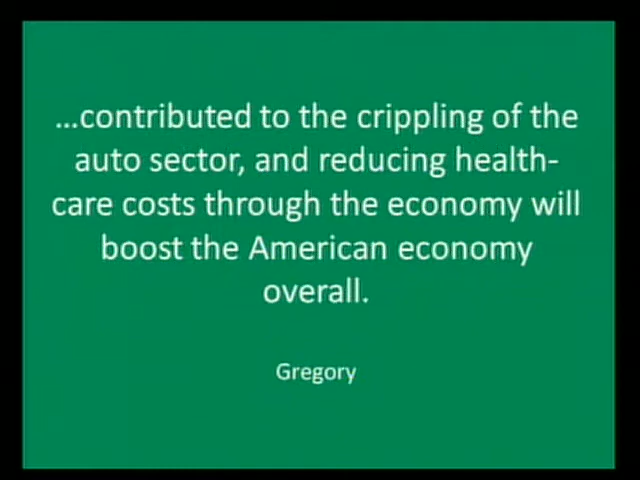 ...contributed to the crippling of the
auto sector, and reducing health-
care costs through the economy will
boost the American economy
overall.
Gregory